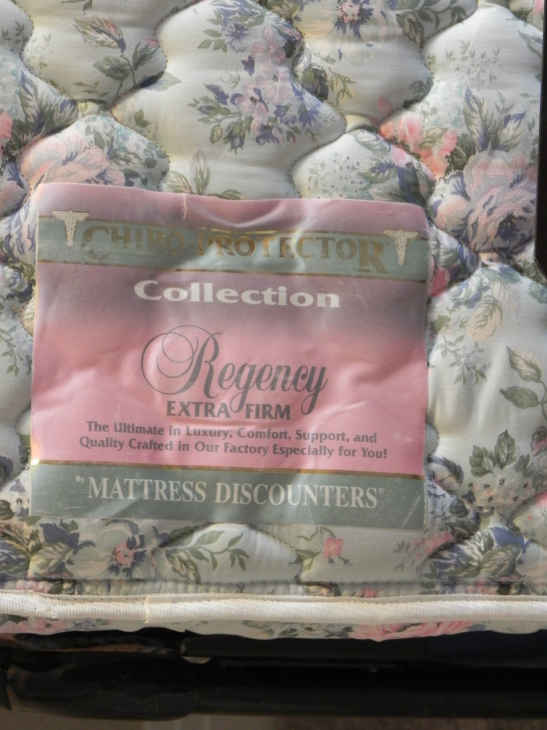 CHIRO PROTECTOR
Collection
Regency
EXTRA FIRM
The Ultimate in Luxury, Comfort, Support, and
Quality Crafted in Our Factory Especially for You!
"MATTRESS DISCOUNTERS"